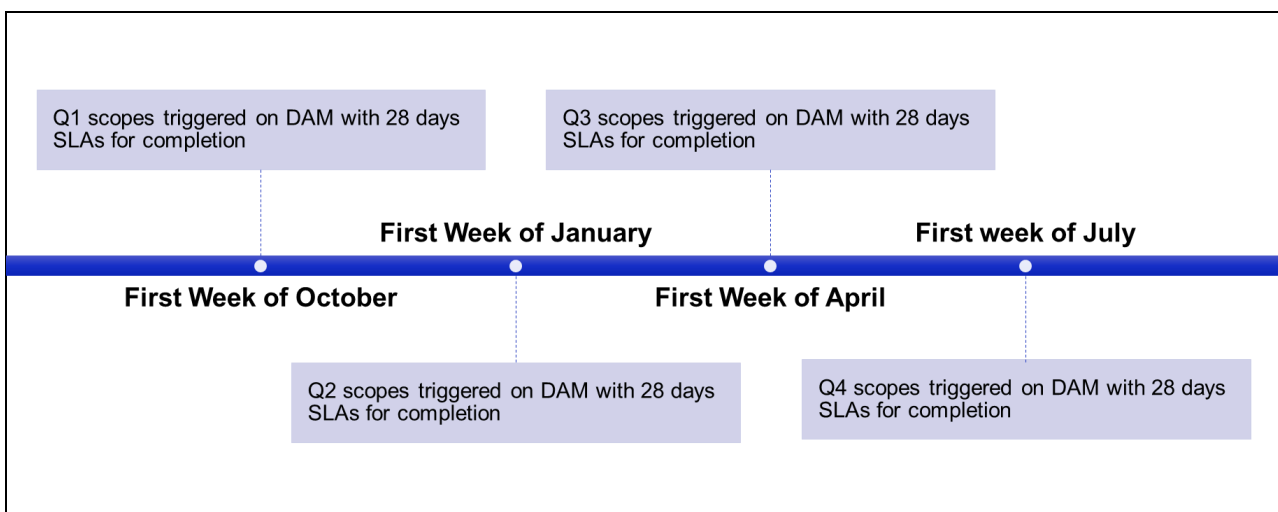 Q1 scopes triggered on DAM with 28 days
SLAs for completion
Q3 scopes triggered on DAM with 28 days
SLAs for completion
First Week of January
First week of July
First Week of October
First Week of April
Q2 scopes triggered on DAM with 28 days
SLAs for completion
Q4 scopes triggered on DAM with 28 days
SLAs for completion